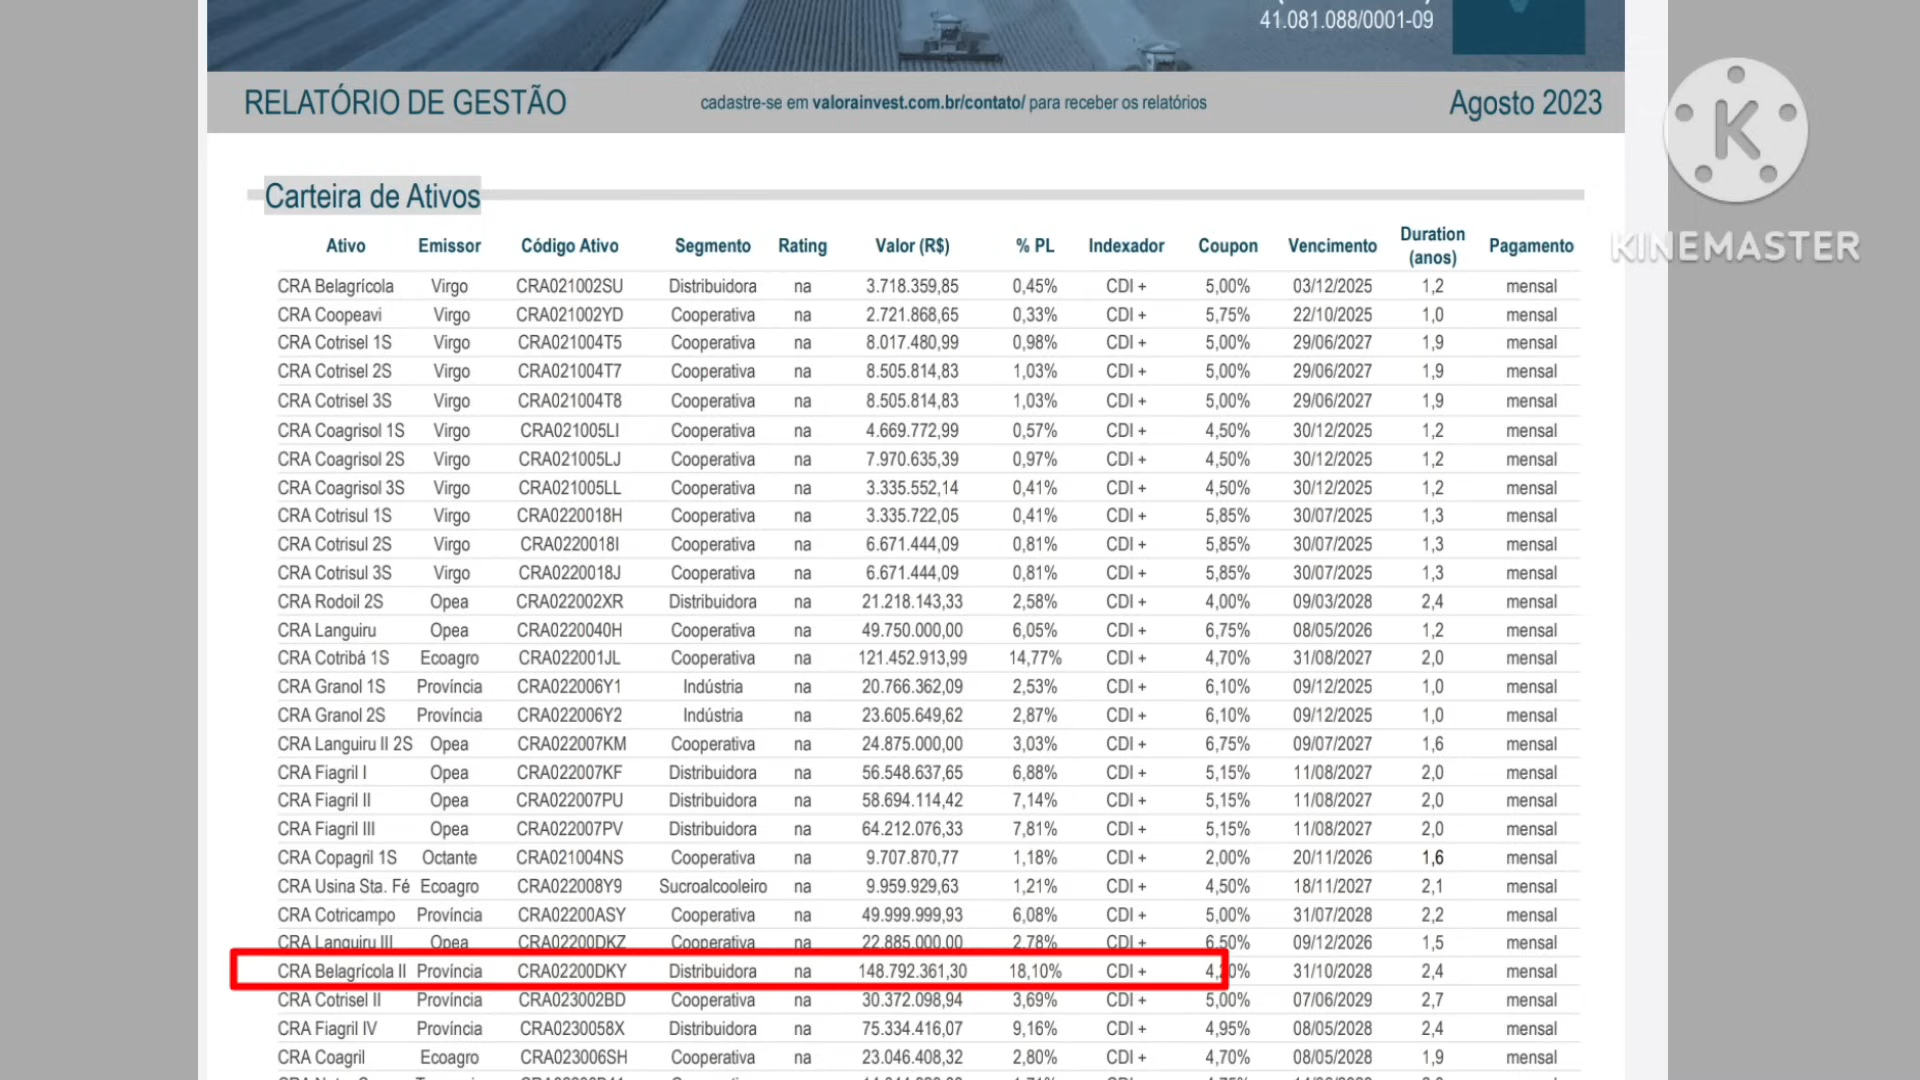 41.081.088/0001-09
RELATÓRIO DE GESTÃO cadastre-se em valorainvest.com.br/contato/ para receber os relatórios Agosto 2023
K
KINEMASTER
Carteira de Ativos
Ativo Emissor Código Ativo Segmento Rating Valor (R$) % PL Indexador Coupon Vencimento Duration (anos) Pagamento
CRA Belagrícola Virgo CRA021002SU Distribuidora na 3.718.359,85 0,45% CDI + 5,00% 03/12/2025 1,2 mensal
CRA Coopeavi Virgo CRA021002YD Cooperativa na 2.721.868,65 0,33% CDI + 5,75% 22/10/2025 1,0 mensal
CRA Cotrisel 1S Virgo CRA021004T5 Cooperativa na 8.017.480,99 0,98% CDI + 5,00% 29/06/2027 1,9 mensal
CRA Cotrisel 2S Virgo CRA021004T7 Cooperativa na 8.505.814,83 1,03% CDI + 5,00% 29/06/2027 1,9 mensal
CRA Cotrisel 3S Virgo CRA021004T8 Cooperativa na 8.505.814,83 1,03% CDI + 5,00% 29/06/2027 1,9 mensal
CRA Coagrisol 1S Virgo CRA021005LI Cooperativa na 4.669.772,99 0,57% CDI + 4,50% 30/12/2025 1,2 mensal
CRA Coagrisol 2S Virgo CRA021005LJ Cooperativa na 7.970.635,39 0,97% CDI + 4,50% 30/12/2025 1,2 mensal
CRA Coagrisol 3S Virgo CRA021005LL Cooperativa na 3.335.552,14 0,41% CDI + 4,50% 30/12/2025 1,2 mensal
CRA Cotrisul 1S Virgo CRA0220018H Cooperativa na 3.335.722,05 0,41% CDI + 5,85% 30/07/2025 1,3 mensal
CRA Cotrisul 2S Virgo CRA0220018I Cooperativa na 6.671.444,09 0,81% CDI + 5,85% 30/07/2025 1,3 mensal
CRA Cotrisul 3S Virgo CRA0220018J Cooperativa na 6.671.444,09 0,81% CDI + 5,85% 30/07/2025 1,3 mensal
CRA Rodoil 2S Opea CRA022002XR Distribuidora na 21.218.143,33 2,58% CDI + 4,00% 09/03/2028 2,4 mensal
CRA Languiru Opea CRA0220040H Cooperativa na 49.750.000,00 6,05% CDI + 6,75% 08/05/2026 1,2 mensal
CRA Cotribá 1S Ecoagro CRA022001JL Cooperativa na 121.452.913,99 14,77% CDI + 4,70% 31/08/2027 2,0 mensal
CRA Granol 1S Província CRA022006Y1 Indústria na 20.766.362,09 2,53% CDI + 6,10% 09/12/2025 1,0 mensal
CRA Granol 2S Província CRA022006Y2 Indústria na 23.605.649,62 2,87% CDI + 6,10% 09/12/2025 1,0 mensal
CRA Languiru II 2S Opea CRA022007KM Cooperativa na 24.875.000,00 3,03% CDI + 6,75% 09/07/2027 1,6 mensal
CRA Fiagril I Opea CRA022007KF Distribuidora na 56.548.637,65 6,88% CDI + 5,15% 11/08/2027 2,0 mensal
CRA Fiagril II Opea CRA022007PU Distribuidora na 58.694.114,42 7,14% CDI + 5,15% 11/08/2027 2,0 mensal
CRA Fiagril III Opea CRA022007PV Distribuidora na 64.212.076,33 7,81% CDI + 5,15% 11/08/2027 2,0 mensal
CRA Copagril 1S Octante CRA021004NS Cooperativa na 9.707.870,77 1,18% CDI + 2,00% 20/11/2026 1,6 mensal
CRA Usina Sta. Fé Ecoagro CRA022008Y9 Sucroalcooleiro na 9.959.929,63 1,21% CDI + 4,50% 18/11/2027 2,1 mensal
CRA Cotricampo Província CRA02200ASY Cooperativa na 49.999.999,93 6,08% CDI + 5,00% 31/07/2028 2,2 mensal
CRA Languiru III Opea CRA02200DKZ Cooperativa na 22.885.000,00 2,78% CDI + 6,50% 09/12/2026 1,5 mensal
CRA Belagrícola II Província CRA02200DKY Distribuidora na 148.792.361,30 18,10% CDI + 31/10/2028 2,4 mensal
CRA Cotrisel II Província CRA023002BD Cooperativa na 30.372.098,94 3,69% CDI + 5,00% 07/06/2029 2,7 mensal
CRA Fiagril IV Província CRA0230058X Distribuidora na 75.334.416,07 9,16% CDI + 4,95% 08/05/2028 2,4 mensal
CRA Coagril Ecoagro CRA023006SH Cooperativa na 23.046.408,32 2,80% CDI + 4,70% 08/05/2028 1,9 mensal